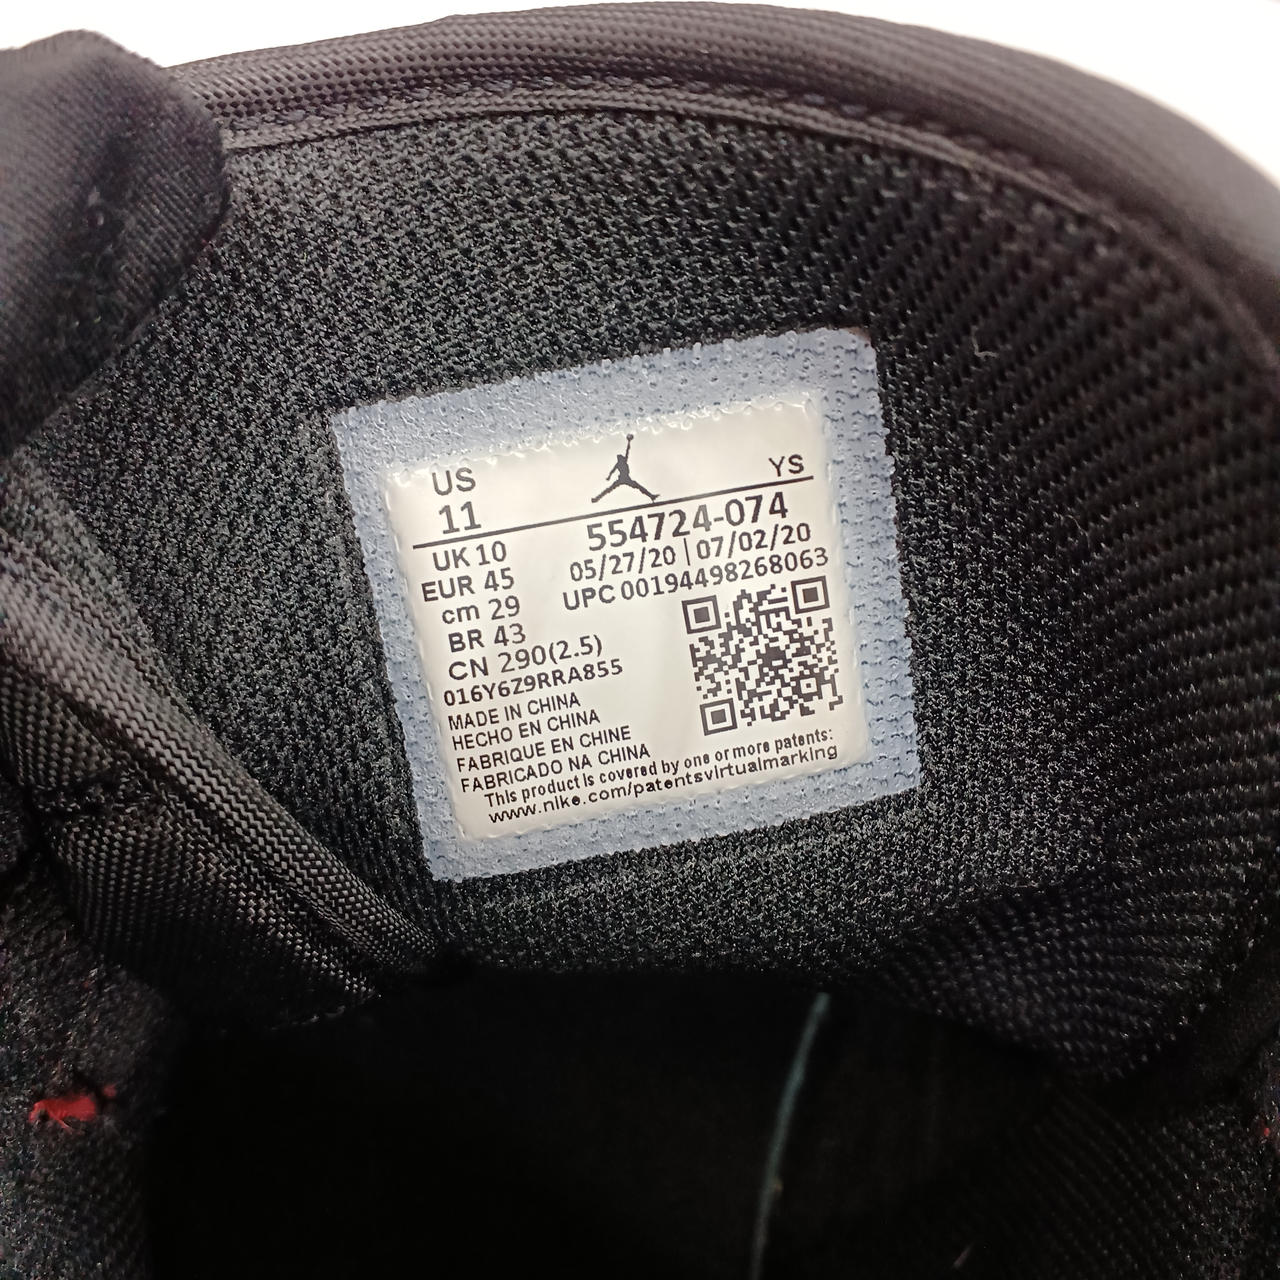 US
YS
11
554724-074
UK 10
05/27/20 | 07/02/20
EUR 45
UPC 00194498268063
cm 29
BR 43
CN 290(2.5)
016Y6Z9RRA855
MADE IN CHINA
HECHO EN CHINA
FABRIQUE EN CHINE
FABRICADO NA CHINA
This product is covered by one or more patents:
www.nike.com/patentsvirtualmarking